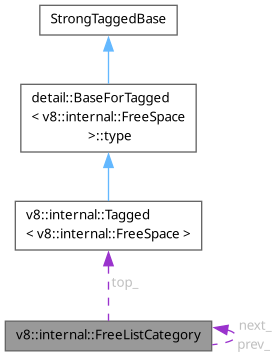 StrongTaggedBase
detail::BaseForTagged
< v8::internal::FreeSpace
>::type
v8::internal::Tagged
< v8::internal::FreeSpace >
top_
v8::internal::FreeListCategory
next_
prev_